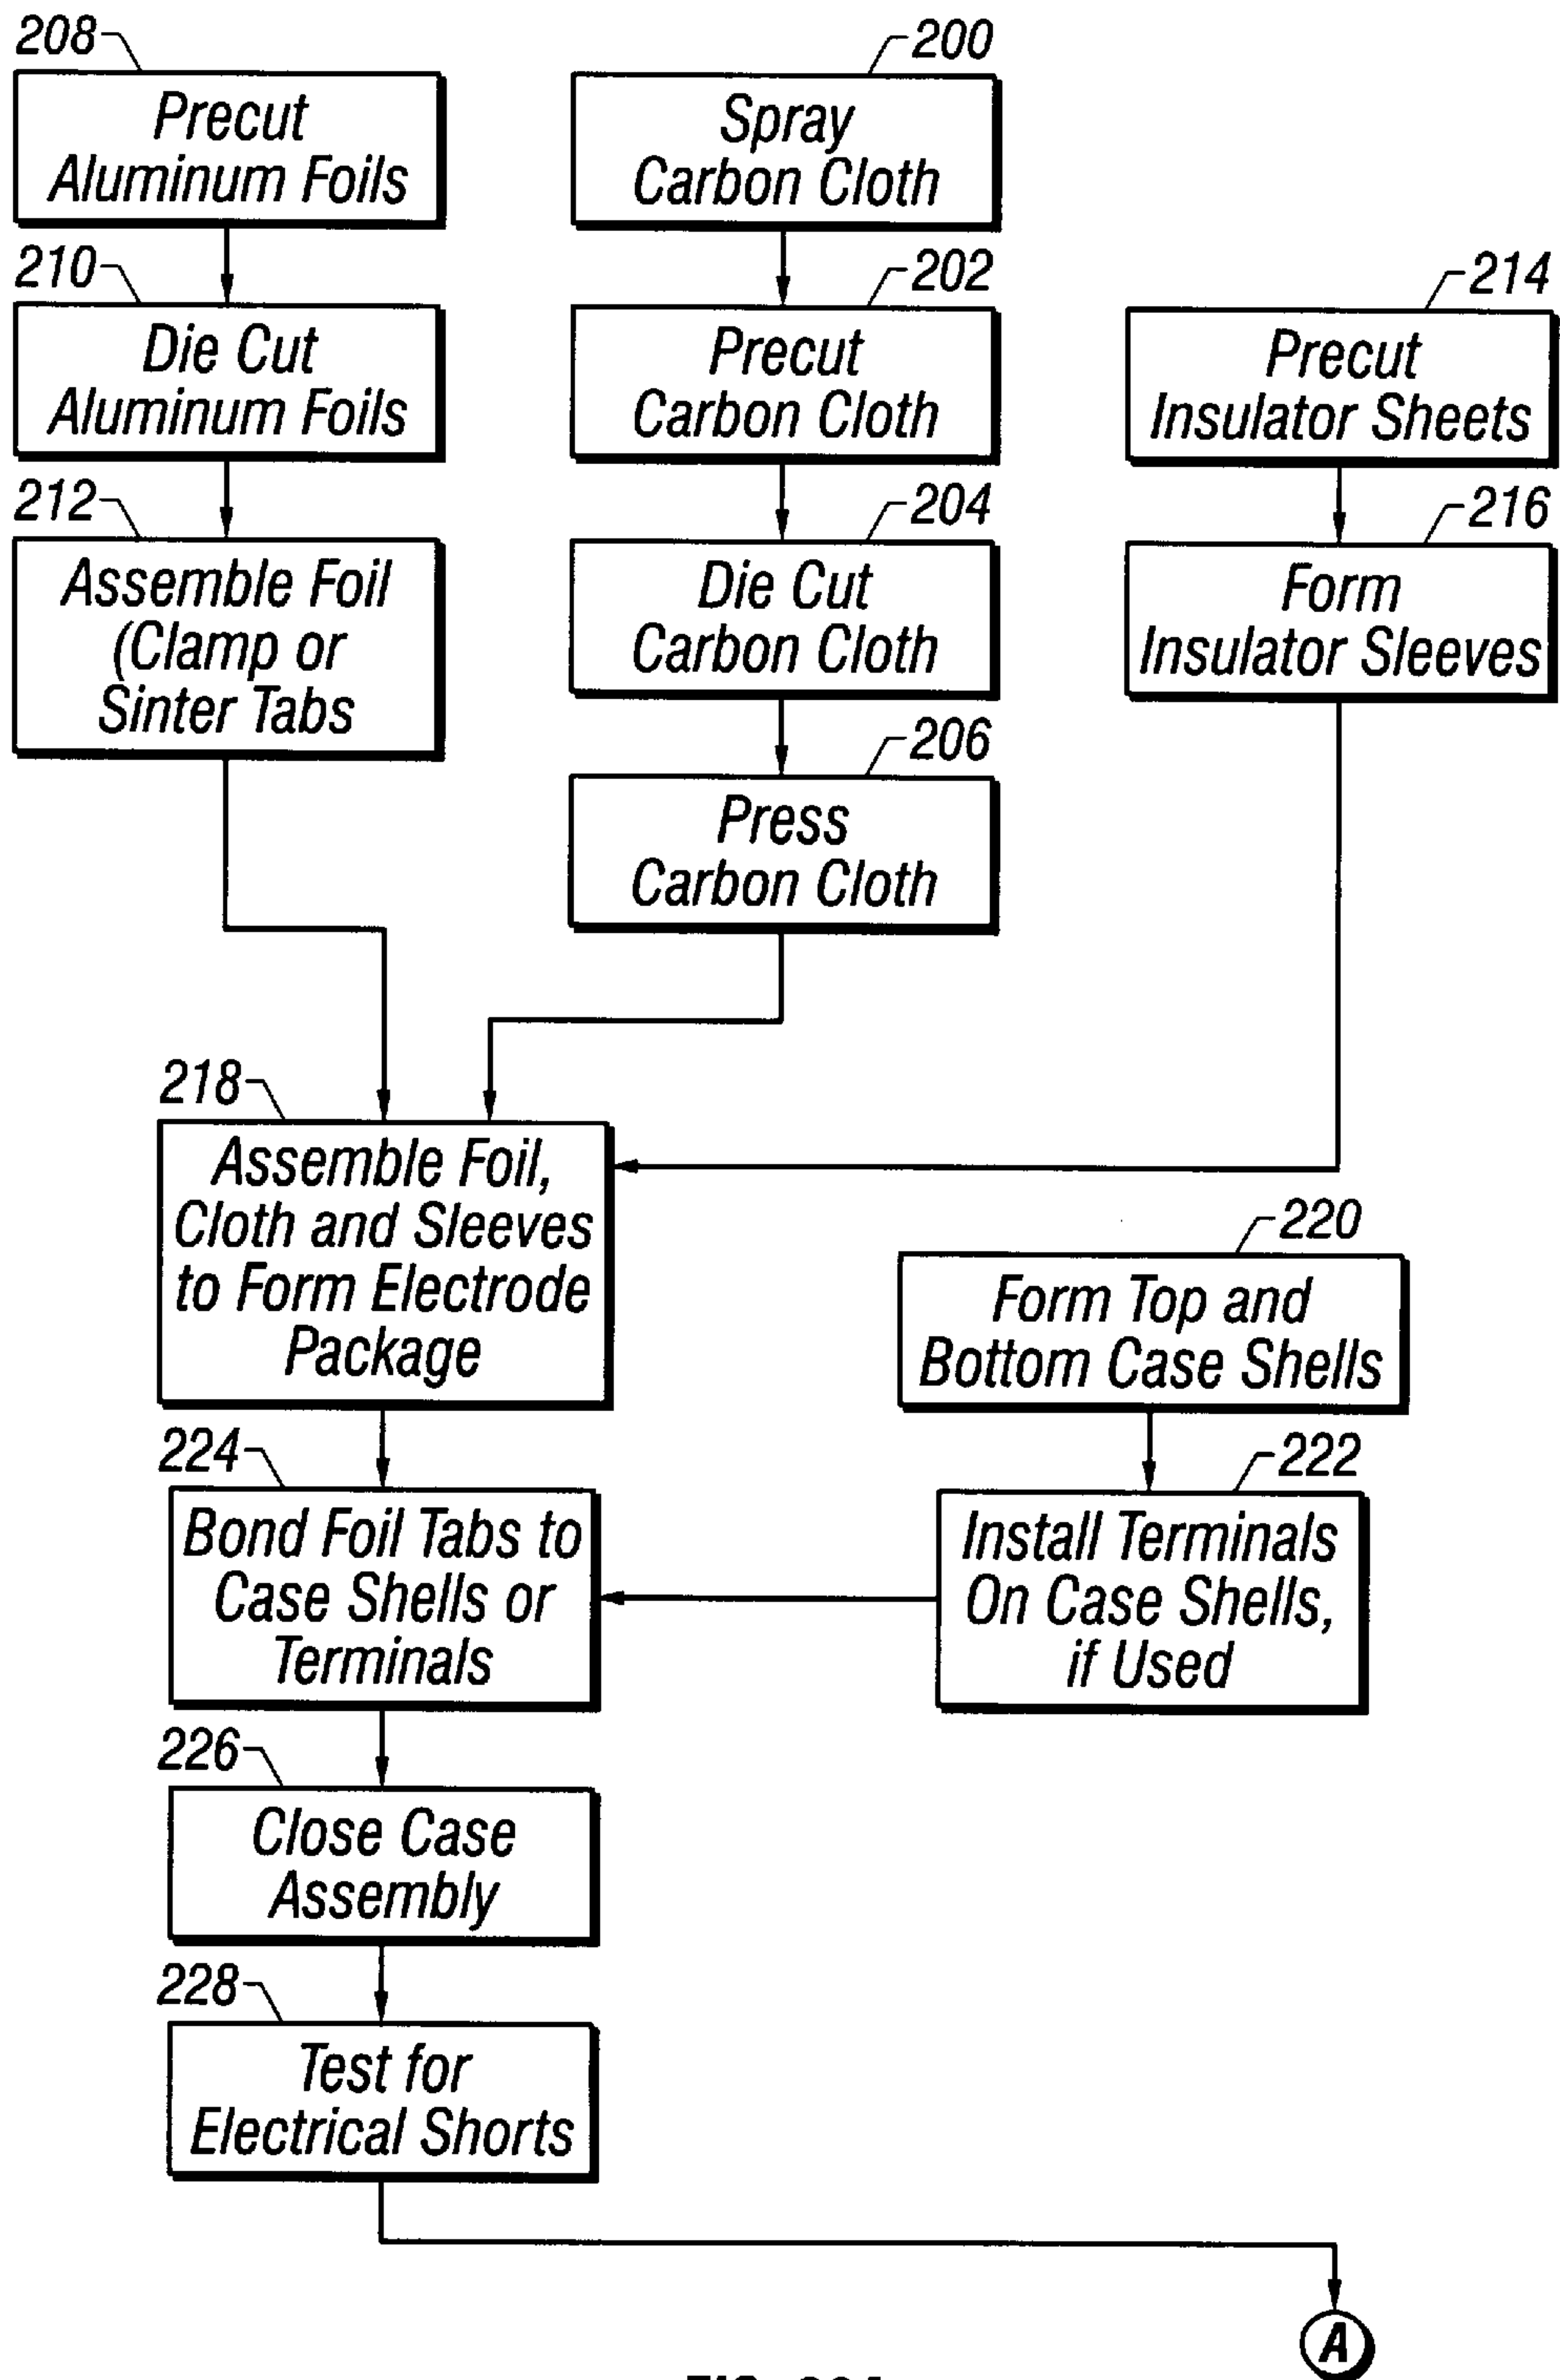 208
Precut
Aluminum Foils
210
Die Cut
Aluminum Foils
212
Assemble Foil
(Clamp or
Sinter Tabs
200
Spray
Carbon Cloth
202
Precut
Carbon Cloth
204
Die Cut
Carbon Cloth
206
Press
Carbon Cloth
214
Precut
Insulator Sheets
216
Form
Insulator Sleeves
218
Assemble Foil,
Cloth and Sleeves
to Form Electrode
Package
220
Form Top and
Bottom Case Shells
222
Install Terminals
On Case Shells,
if Used
224
Bond Foil Tabs to
Case Shells or
Terminals
226
Close Case
Assembly
228
Test for
Electrical Shorts
A